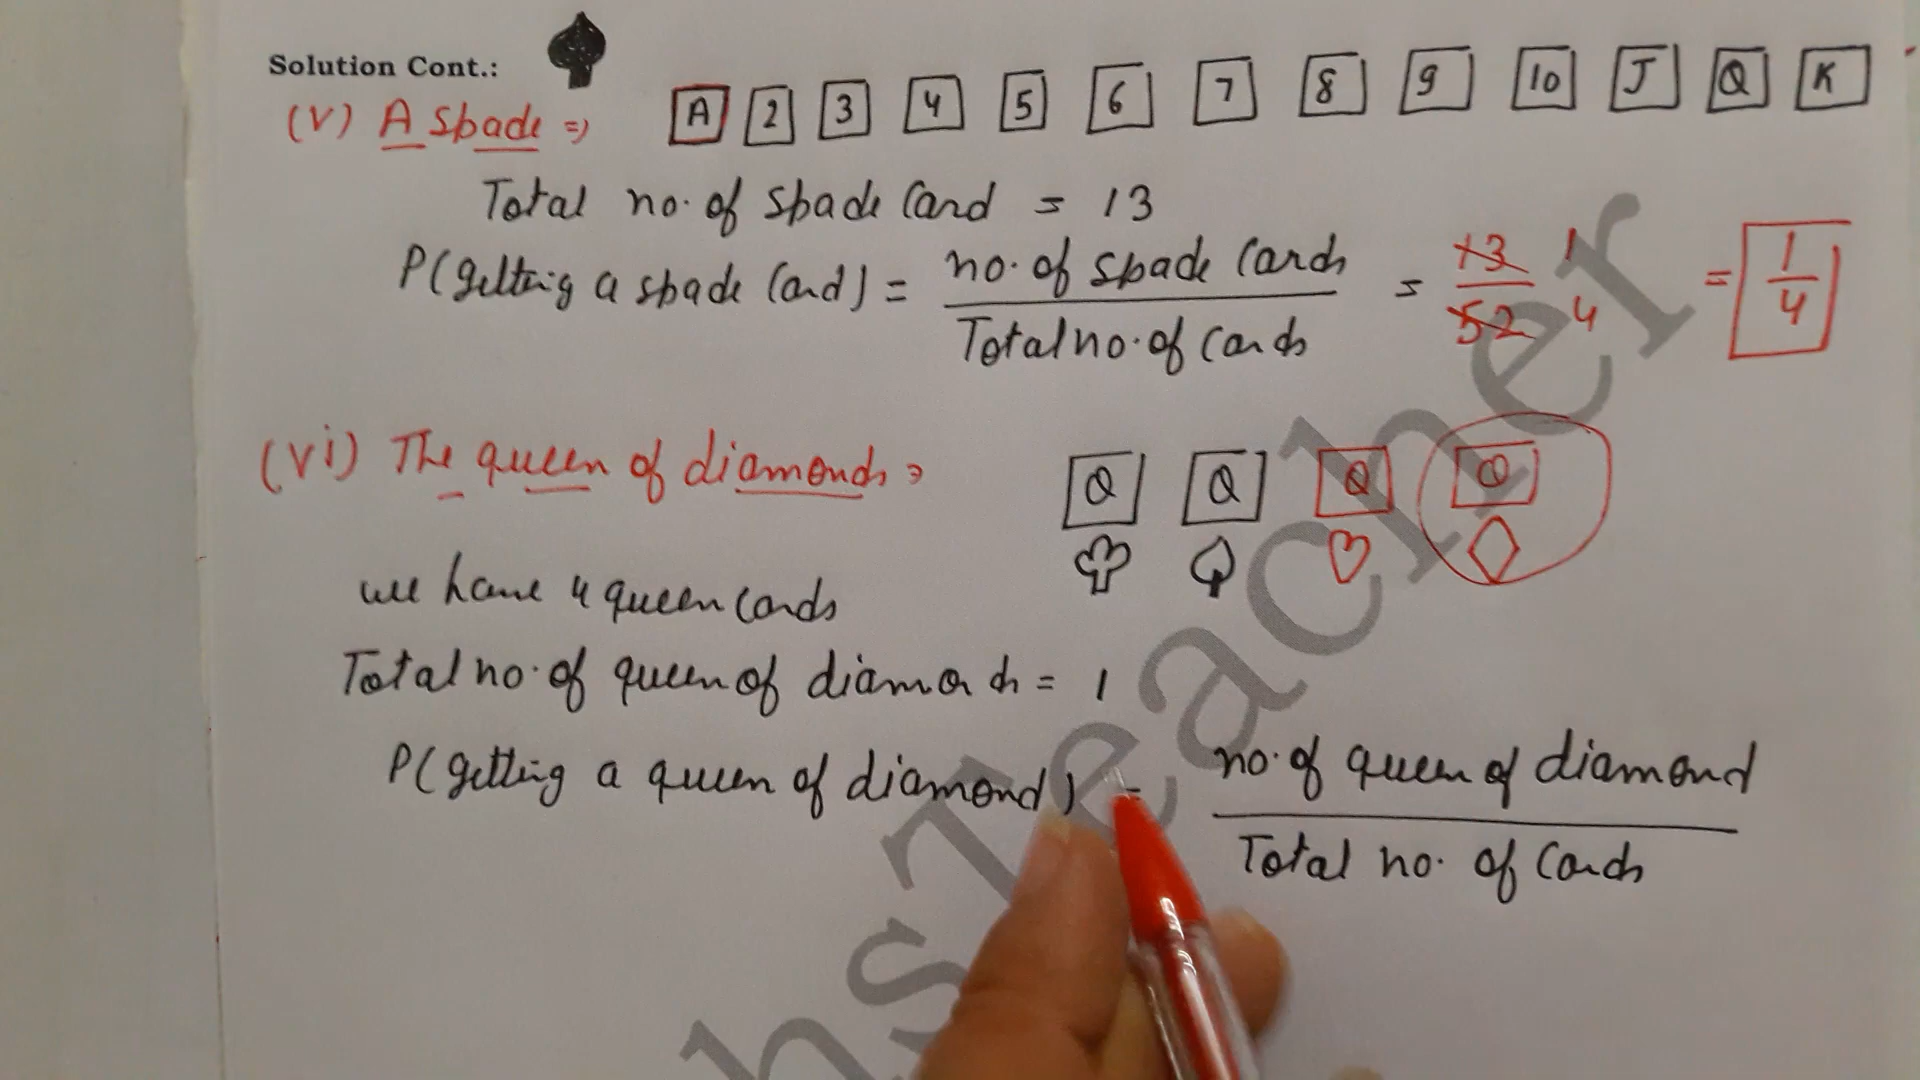 Solution Cont.:
(v) A Spade ⇒ A 2 3 4 5 6 7 8 9 10 J Q K
Total no. of spade Card = 13
P(getting a spade Card) = no. of spade Cards / Total no. of Cards = 13/52 1/4 = 1/4
(vi) The queen of diamonds ⇒ Q Q Q Q
we have 4 queen Cards
Total no. of queen of diamonds = 1
P(getting a queen of diamond) = no. of queen of diamond / Total no. of Cards
hsTeacher